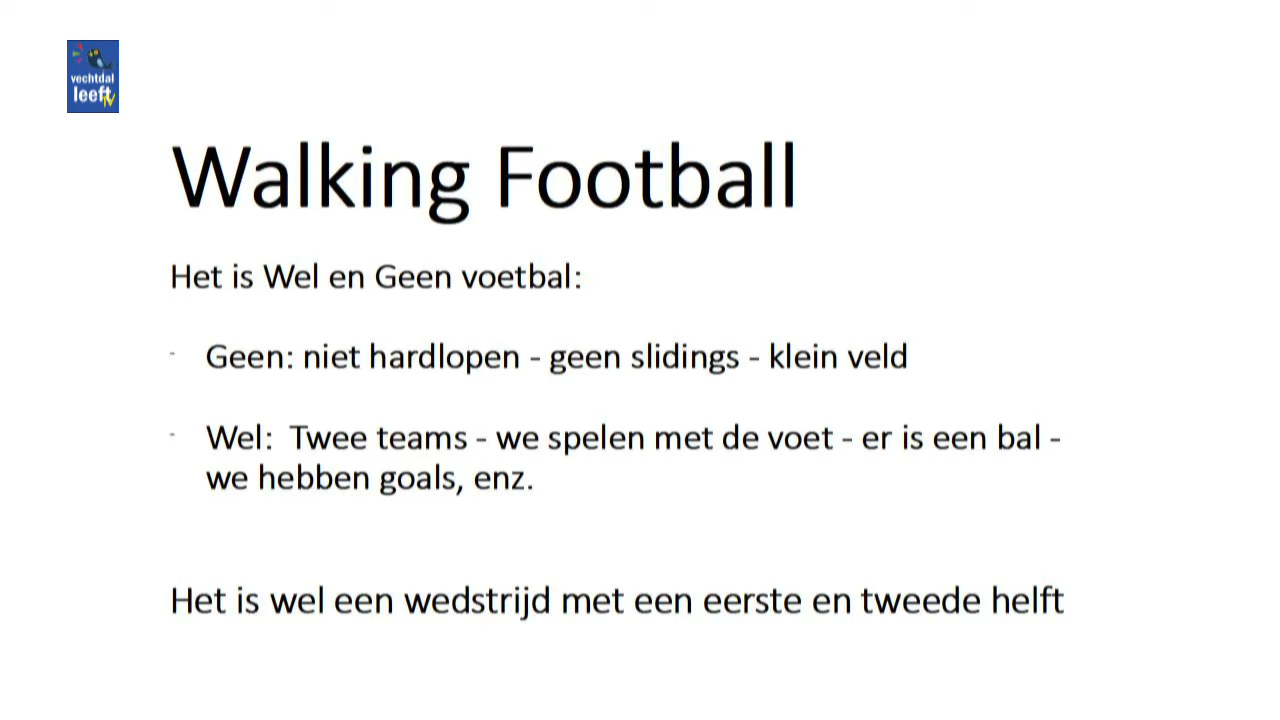 vechtdal
leeft
TV
Walking Football
Het is Wel en Geen voetbal:
- Geen: niet hardlopen - geen slidings - klein veld
- Wel:  Twee teams - we spelen met de voet - er is een bal -
we hebben goals, enz.
Het is wel een wedstrijd met een eerste en tweede helft